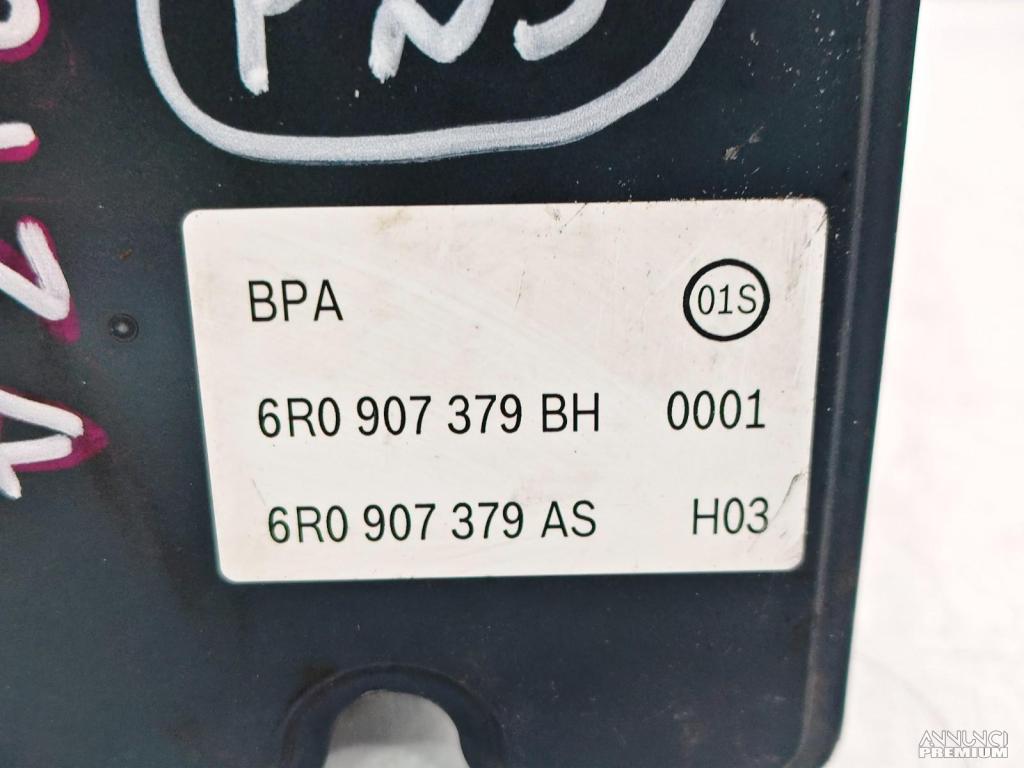 BPA 01S
6R0 907 379 BH 0001
6R0 907 379 AS H03
ANNUNCI
PREMIUM